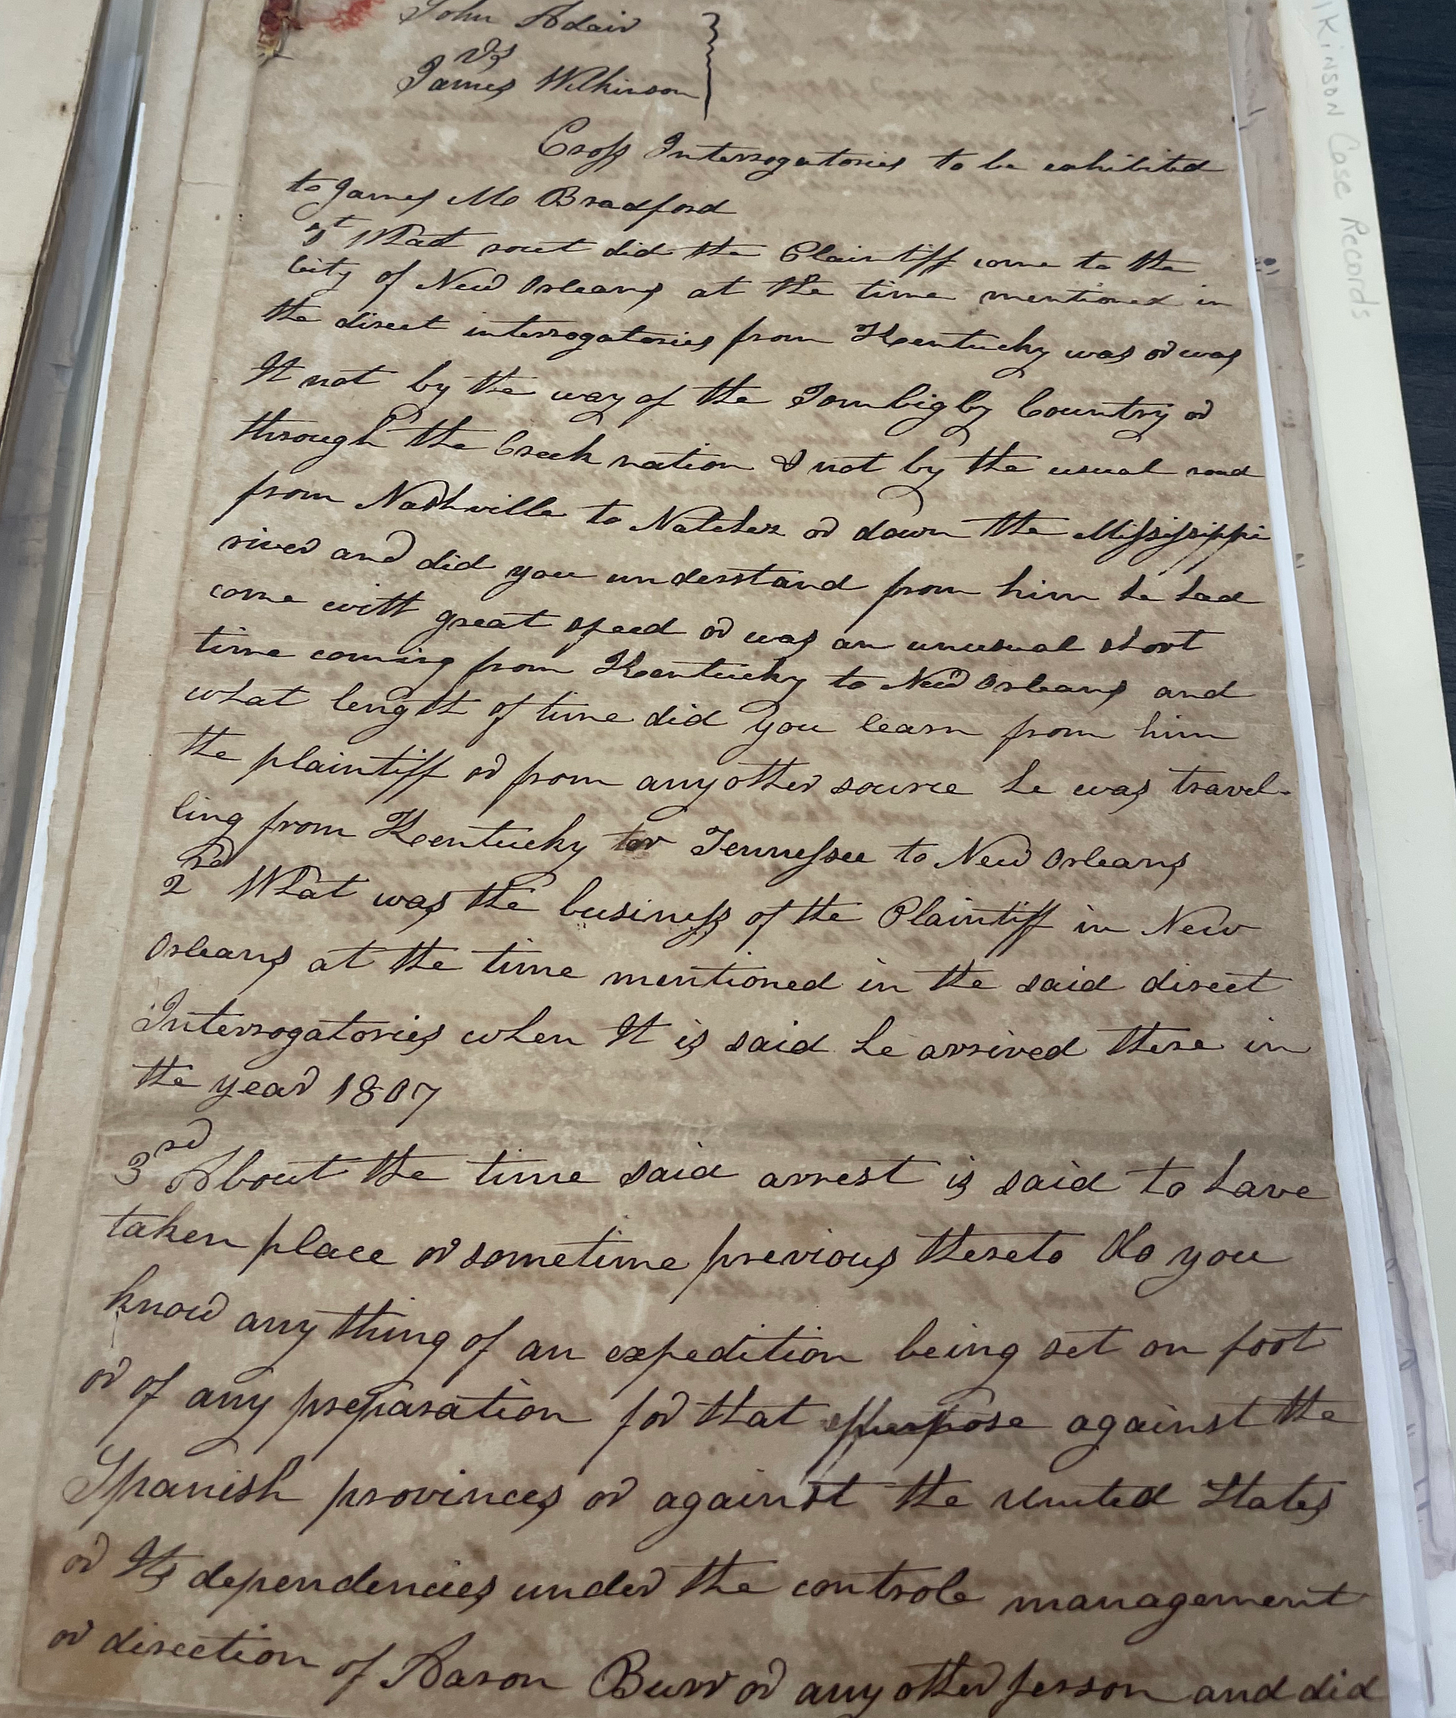 John Adair
vs
James Wilkinson
Cross Interrogatories to be exhibited
to James M Bradford
1st What rout did the Plaintiff come to the
City of New Orleans at the time mentioned in
the direct interrogatories from Kentucky was or was
It not by the way of the Tombigby Country or
through the Creek nation & not by the usual road
from Nashville to Natchez or down the Missisippi
river and did you understand from him he had
come with great speed or was an unusual short
time coming from Kentucky to New Orleans and
what length of time did you learn from him
the plaintiff or from any other source he was travel-
ling from Kentucky or Tennessee to New Orleans
2nd What was the business of the Plaintiff in New
Orleans at the time mentioned in the said direct
Interrogatories when It is said he arrived there in
the year 1807
3rd About the time said arrest is said to have
taken place or sometime previous thereto do you
know any thing of an expedition being set on foot
or of any preparation for that purpose against the
Spanish provinces or against the United States
or Its dependencies under the controle management
or direction of Aaron Burr or any other person and did
lKINSON Case Records